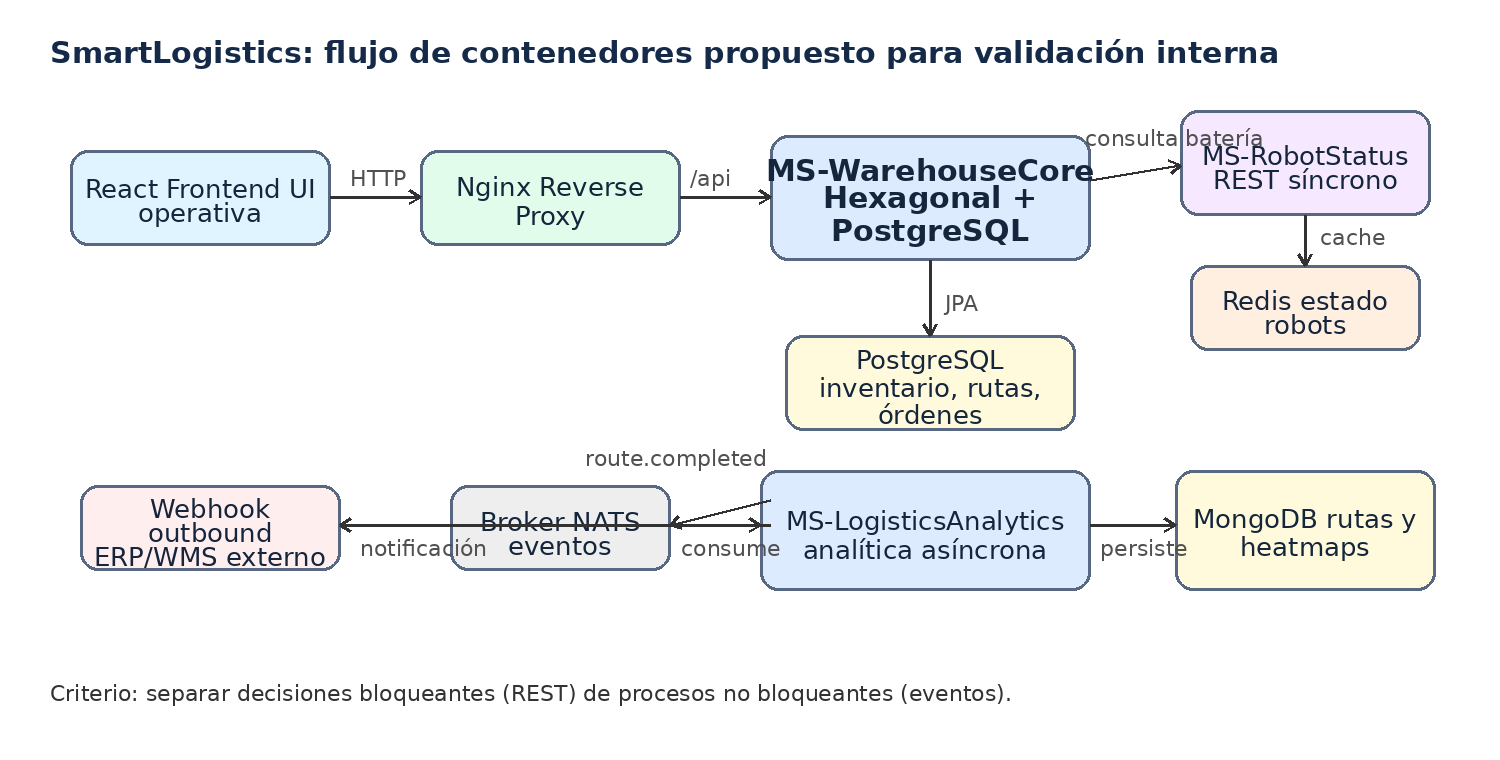 SmartLogistics: flujo de contenedores propuesto para validación interna
React Frontend UI
operativa
HTTP
Nginx Reverse
Proxy
/api
MS-WarehouseCore
Hexagonal +
PostgreSQL
consulta batería
MS-RobotStatus
REST síncrono
cache
Redis estado
robots
JPA
PostgreSQL
inventario, rutas,
órdenes
route.completed
Webhook
outbound
ERP/WMS externo
notificación
Broker NATS
eventos
consume
MS-LogisticsAnalytics
analítica asíncrona
persiste
MongoDB rutas y
heatmaps
Criterio: separar decisiones bloqueantes (REST) de procesos no bloqueantes (eventos).